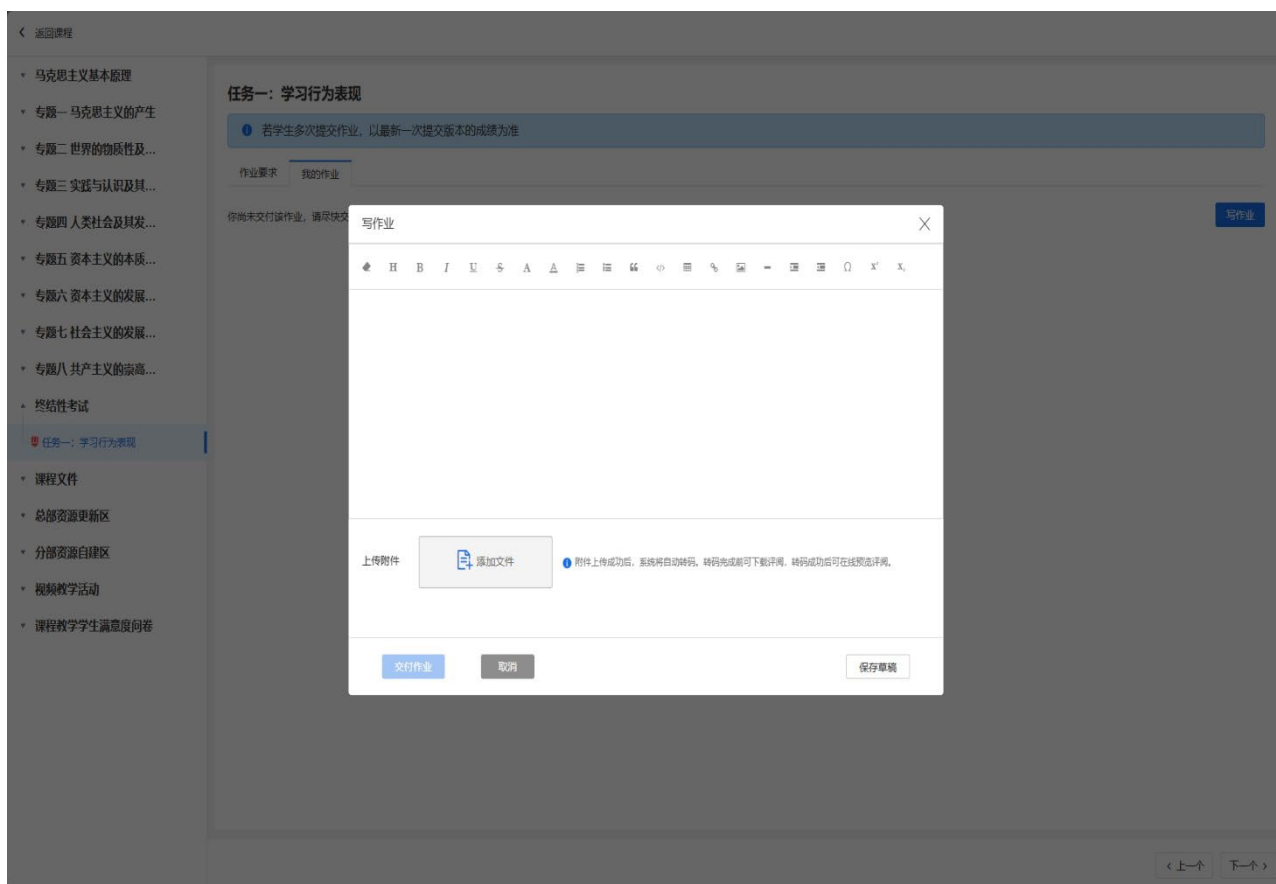 返回课程
马克思主义基本原理
专题一 马克思主义的产生
专题二 世界的物质性及...
专题三 实践与认识及其...
专题四 人类社会及其发...
专题五 资本主义的本质...
专题六 资本主义的发展...
专题七 社会主义的发展...
专题八 共产主义的崇高...
终结性考试
任务一：学习行为表现
课程文件
总部资源更新区
分部资源自建区
视频教学活动
课程教学学生满意度问卷
任务一：学习行为表现
若学生多次提交作业，以最新一次提交版本的成绩为准
作业要求 我的作业
你尚未交付该作业，请尽快交
写作业
写作业
H B I U S A A
Ω
上传附件
添加文件
附件上传成功后，系统将自动转码。转码完成前可下载评阅，转码成功后可在线预览评阅。
交付作业 取消 保存草稿
上一个 下一个